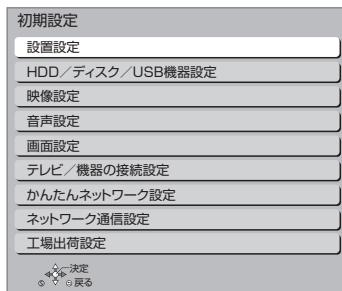 初期設定
設置設定
HDD／ディスク／USB機器設定
映像設定
音声設定
画面設定
テレビ／機器の接続設定
かんたんネットワーク設定
ネットワーク通信設定
工場出荷設定
決定
戻る